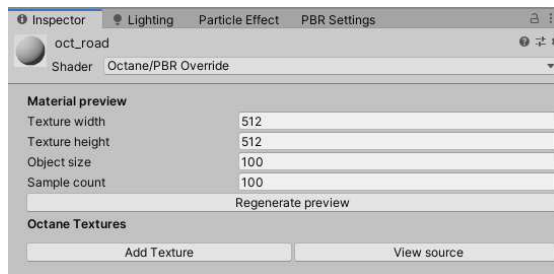 Inspector Lighting Particle Effect PBR Settings
oct_road
Shader Octane/PBR Override
Material preview
Texture width 512
Texture height 512
Object size 100
Sample count 100
Regenerate preview
Octane Textures
Add Texture View source